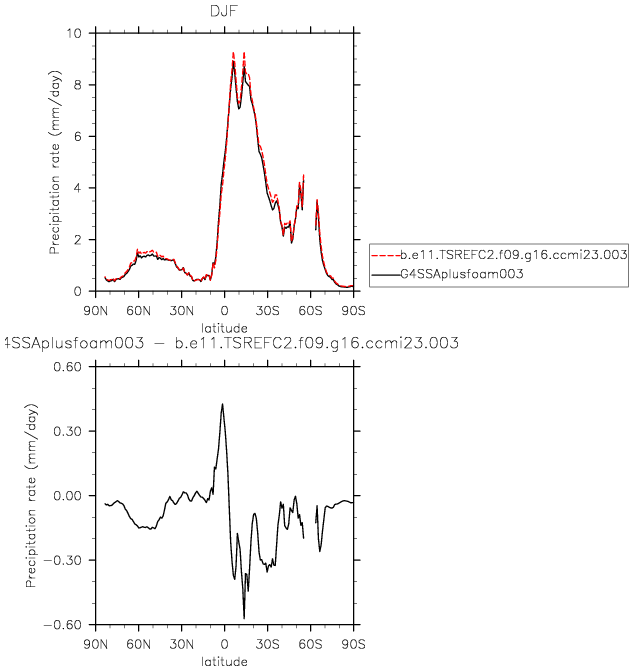 DJF
10
8
6
4
2
0
Precipitation rate (mm/day)
90N 60N 30N 0 30S 60S 90S
latitude
b.e11.TSREFC2.f09.g16.ccmi23.003
G4SSAplusfoam003
4SSAplusfoam003 − b.e11.TSREFC2.f09.g16.ccmi23.003
0.60
0.30
0.00
−0.30
−0.60
Precipitation rate (mm/day)
90N 60N 30N 0 30S 60S 90S
latitude